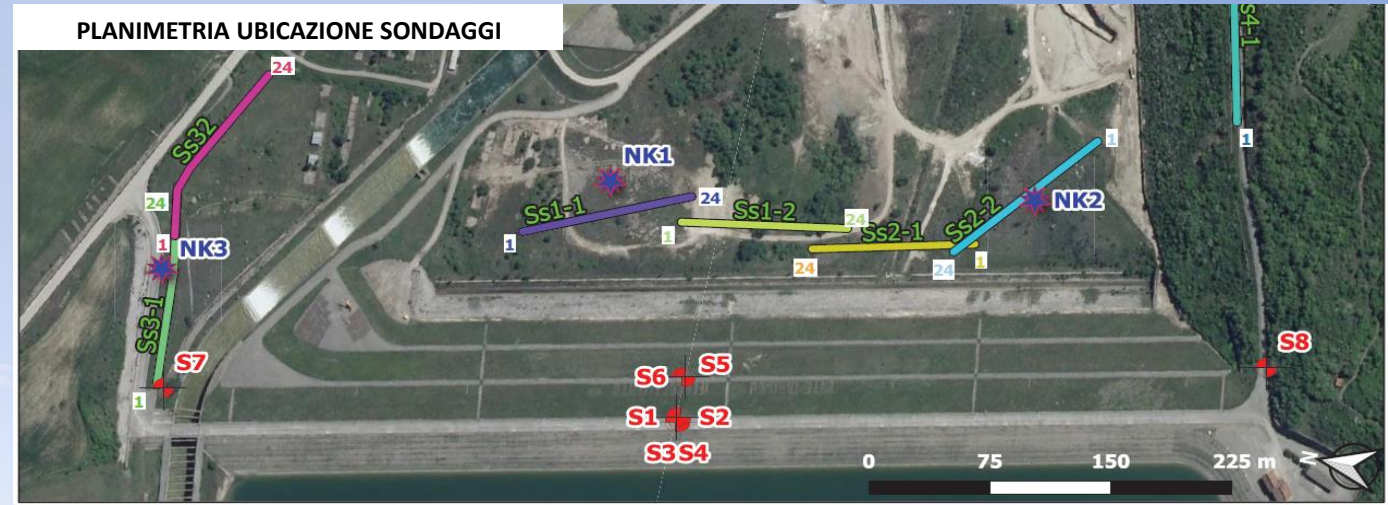 PLANIMETRIA UBICAZIONE SONDAGGI
24
Ss32
24
1
NK3
Ss3-1
1
S7
NK1
Ss1-1
1
24
Ss1-2
1
24
Ss2-1
24
1
Ss2-2
24
1
NK2
Ss4-1
1
S8
S6
S5
S1
S2
S3
S4
0
75
150
225 m
N